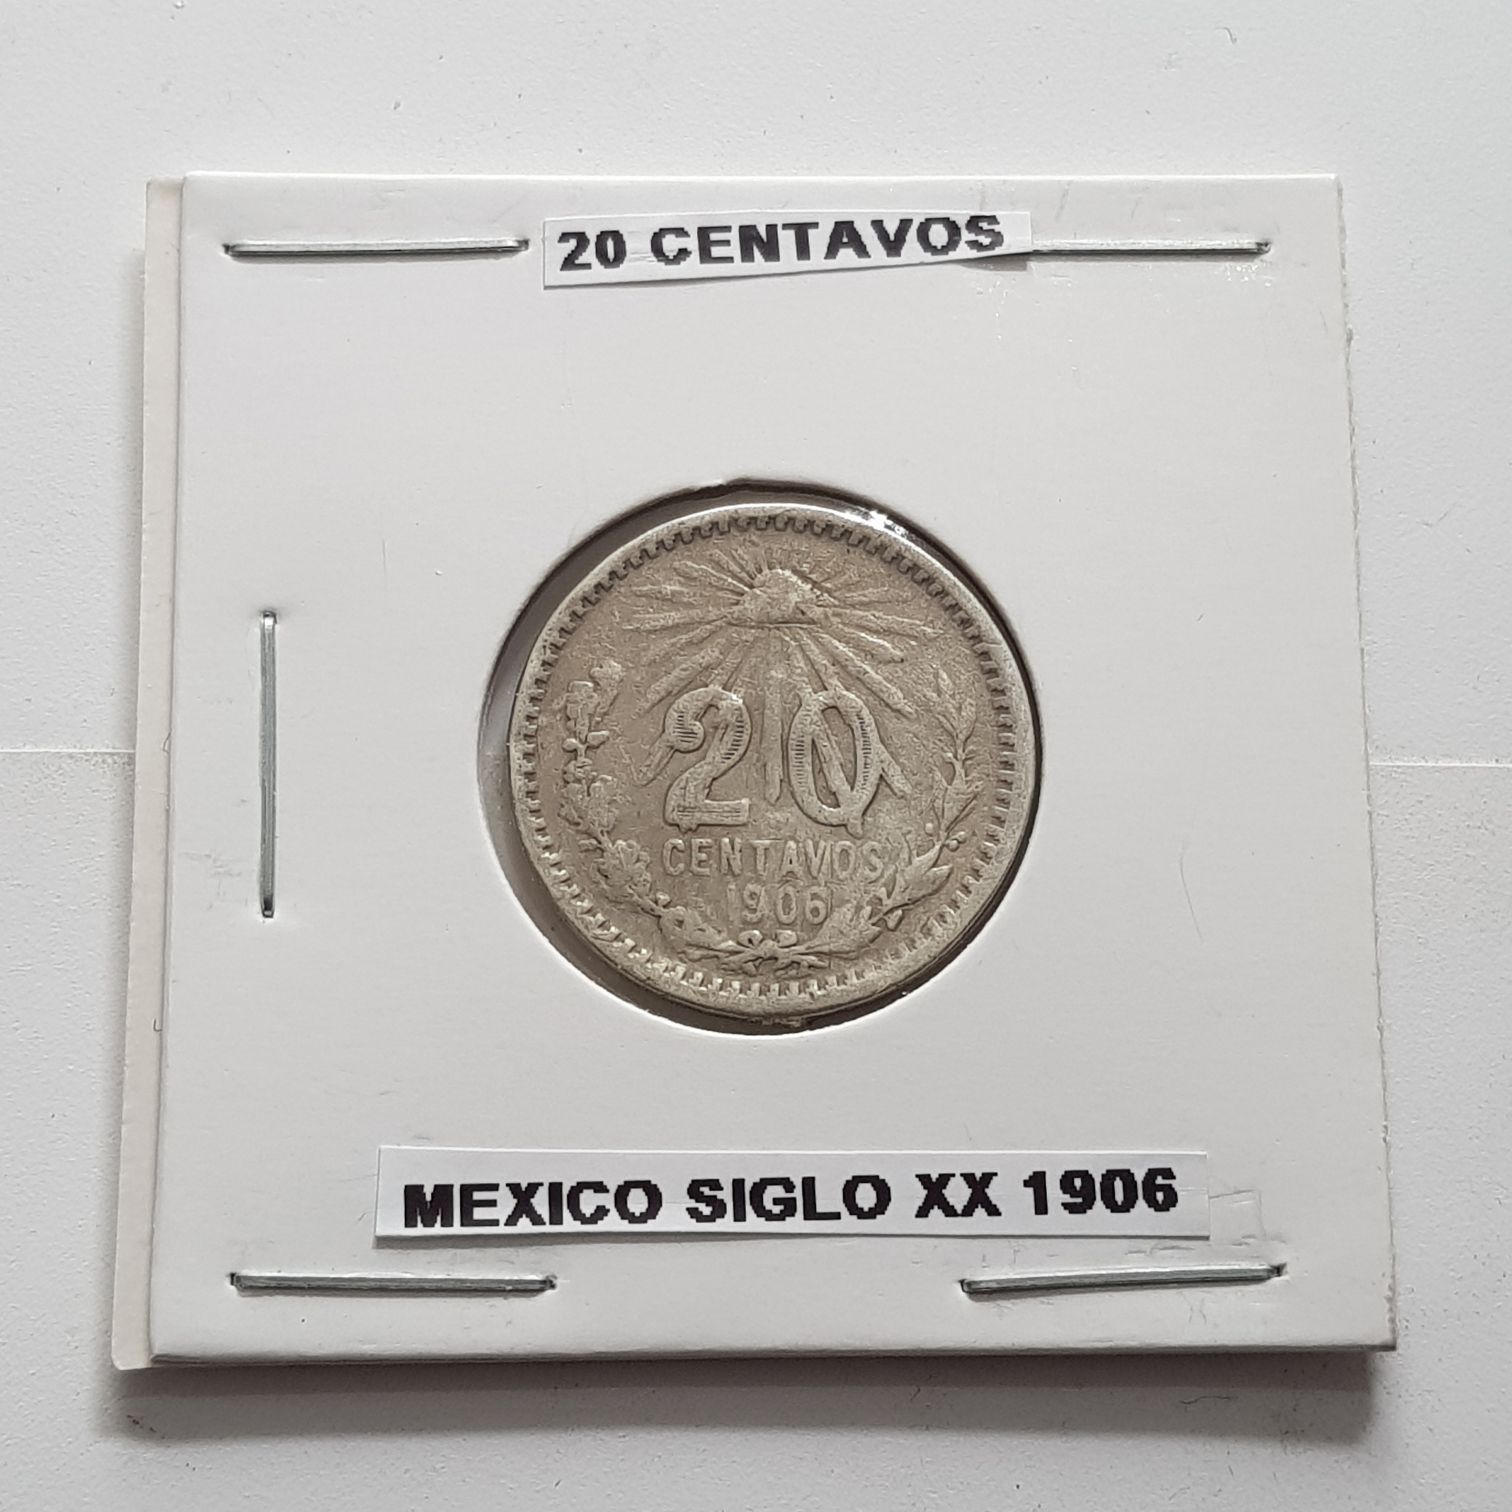 20 CENTAVOS
20
CENTAVOS
1906
MEXICO SIGLO XX 1906